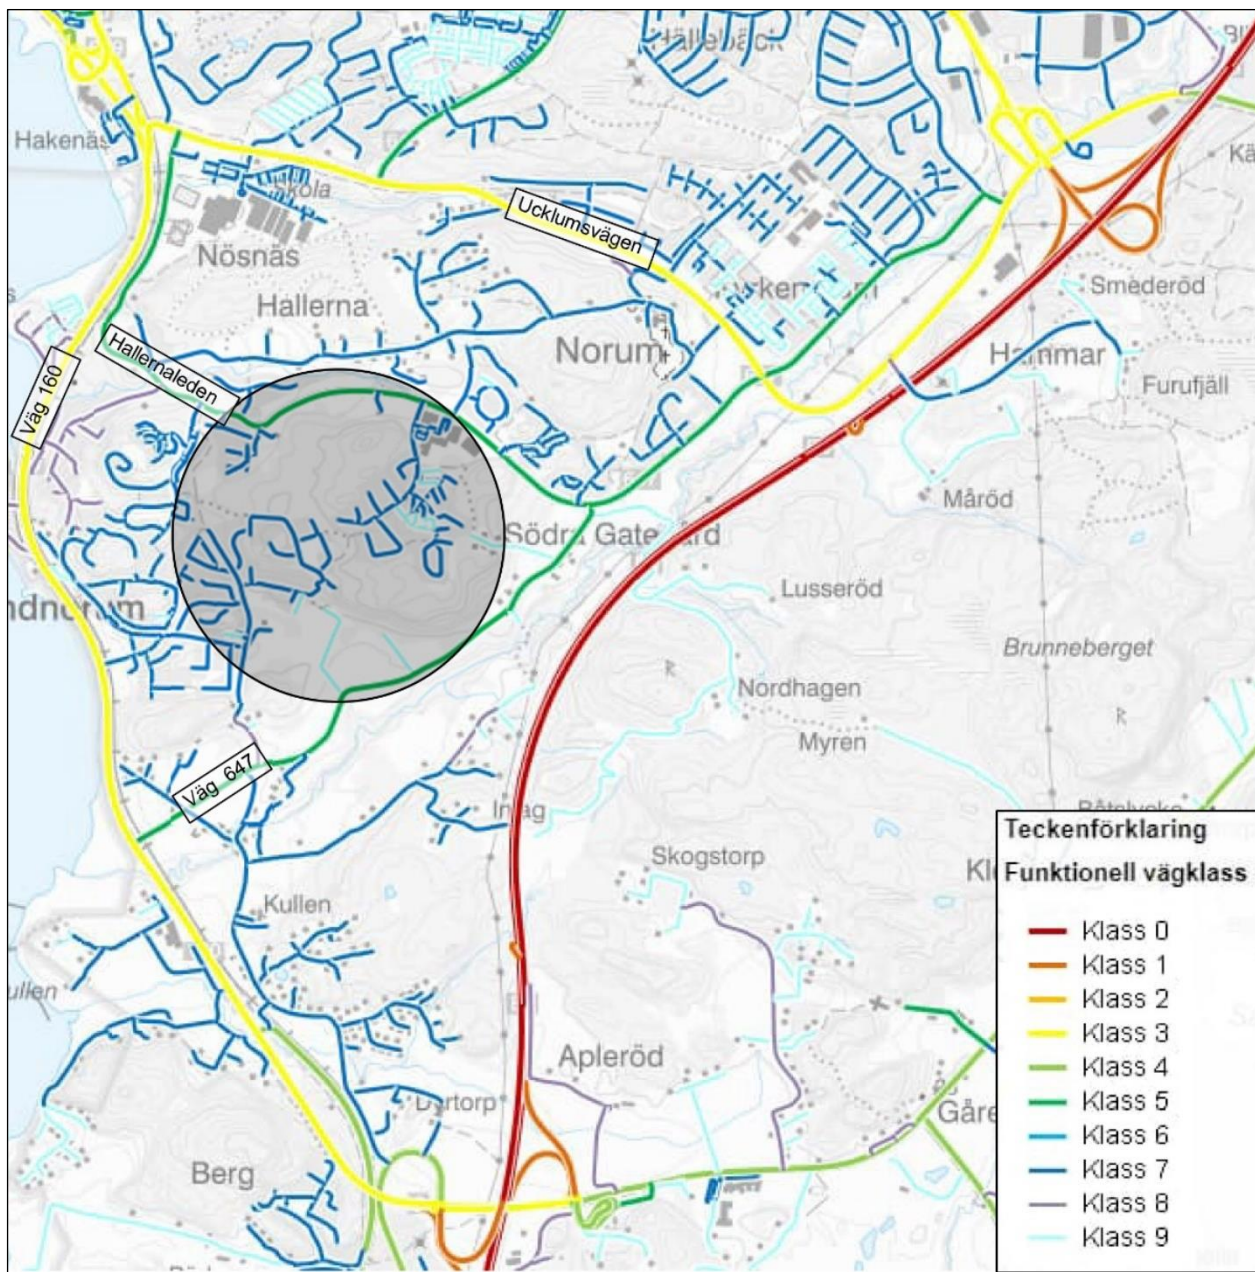 Hällebäck
Hakenäs
Skola
Ucklumsvägen
Nösnäs
Smederöd
Hallerna
Hallernaleden
Norum
Hammar
Furufjäll
Väg 160
Måröd
Södra
Lusseröd
Brunneberget
R
Nordhagen
R
Myren
Väg 647
Intag
Skogstorp
Kullen
Apleröd
Dyrtorp
Berg
Teckenförklaring
Funktionell vägklass
Klass 0
Klass 1
Klass 2
Klass 3
Klass 4
Klass 5
Klass 6
Klass 7
Klass 8
Klass 9